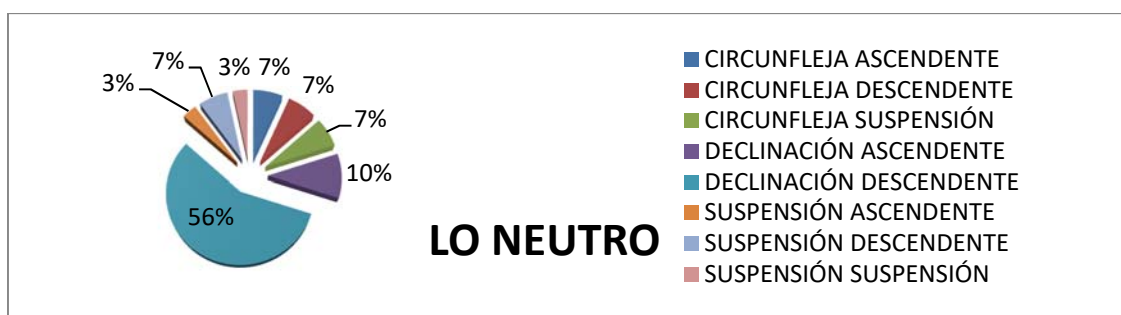 7%
3%
7%
3%
7%
7%
10%
56%
LO NEUTRO
CIRCUNFLEJA ASCENDENTE
CIRCUNFLEJA DESCENDENTE
CIRCUNFLEJA SUSPENSIÓN
DECLINACIÓN ASCENDENTE
DECLINACIÓN DESCENDENTE
SUSPENSIÓN ASCENDENTE
SUSPENSIÓN DESCENDENTE
SUSPENSIÓN SUSPENSIÓN